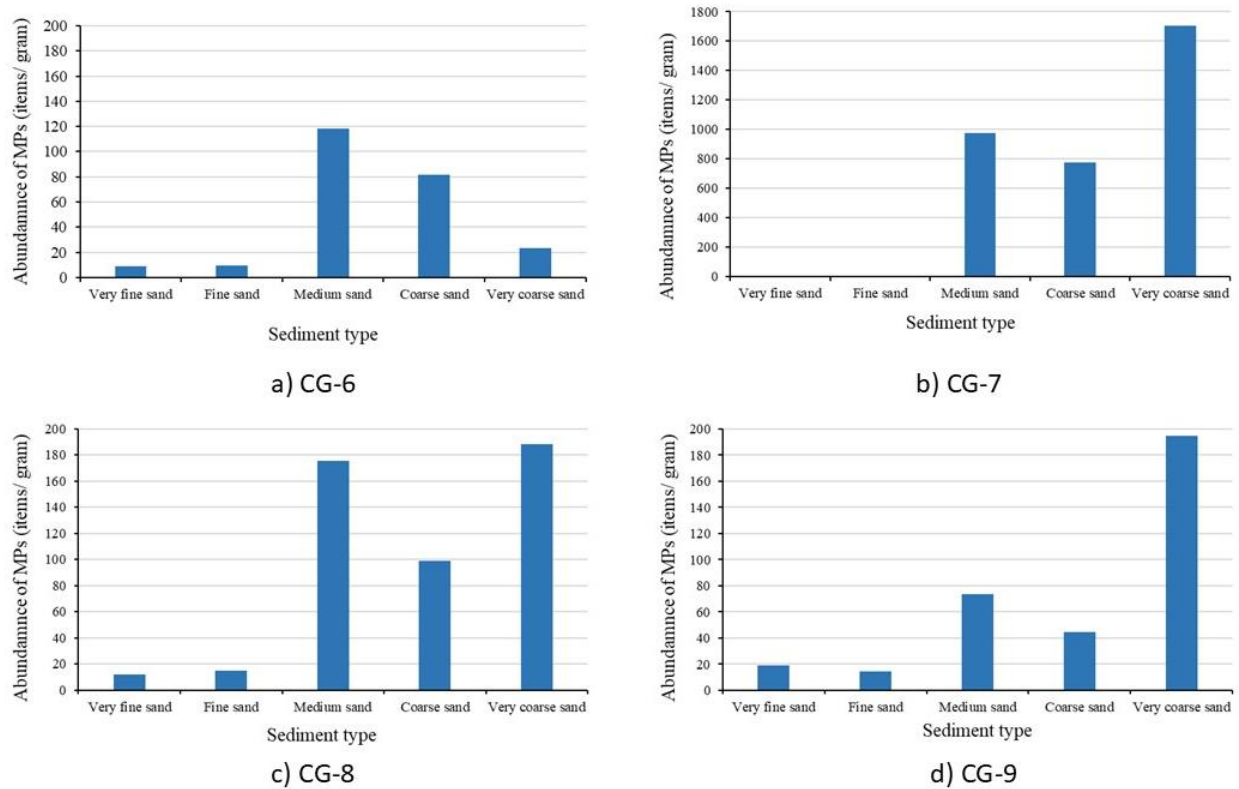 Abundamnce of MPs (items/ gram)
200
180
160
140
120
100
80
60
40
20
0
Very fine sand Fine sand Medium sand Coarse sand Very coarse sand
Sediment type
a) CG-6
Abundamnce of MPs (items/ gram)
1800
1600
1400
1200
1000
800
600
400
200
0
Very fine sand Fine sand Medium sand Coarse sand Very coarse sand
Sediment type
b) CG-7
Abundamnce of MPs (items/ gram)
200
180
160
140
120
100
80
60
40
20
0
Very fine sand Fine sand Medium sand Coarse sand Very coarse sand
Sediment type
c) CG-8
Abundamnce of MPs (items/ gram)
200
180
160
140
120
100
80
60
40
20
0
Very fine sand Fine sand Medium sand Coarse sand Very coarse sand
Sediment type
d) CG-9